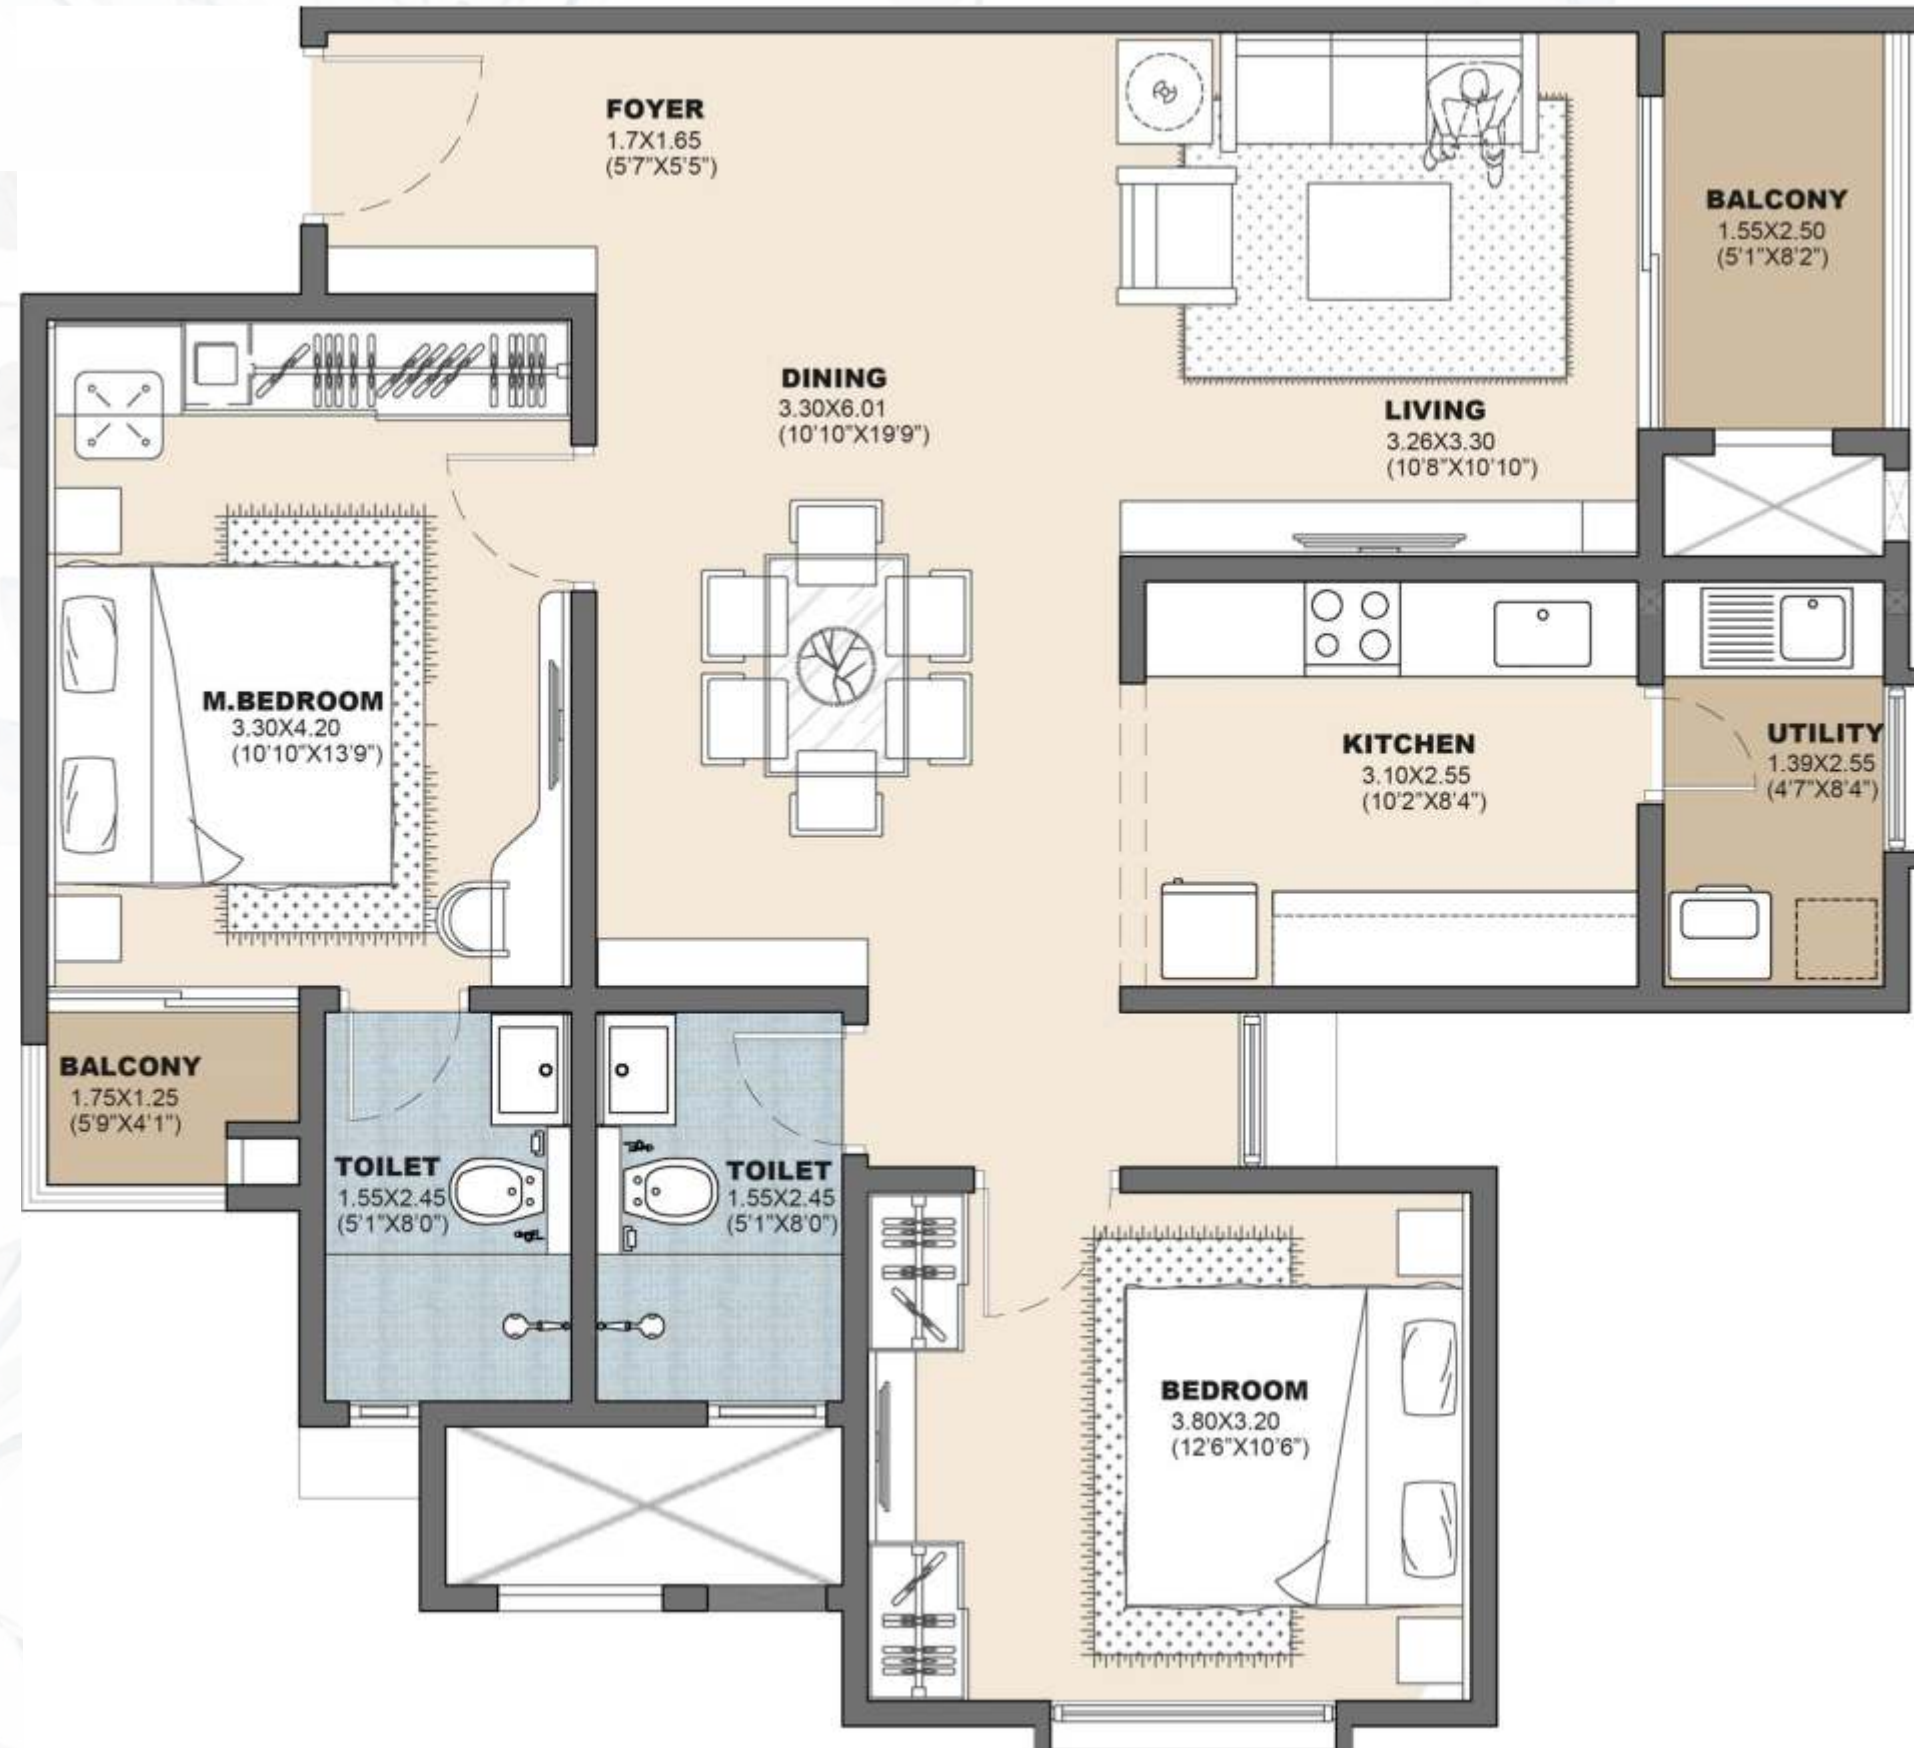 FOYER
1.7X1.65
(5'7"X5'5")
BALCONY
1.55X2.50
(5'1"X8'2")
DINING
3.30X6.01
(10'10"X19'9")
LIVING
3.26X3.30
(10'8"X10'10")
M.BEDROOM
3.30X4.20
(10'10"X13'9")
KITCHEN
3.10X2.55
(10'2"X8'4")
UTILITY
1.39X2.55
(4'7"X8'4")
BALCONY
1.75X1.25
(5'9"X4'1")
TOILET
1.55X2.45
(5'1"X8'0")
TOILET
1.55X2.45
(5'1"X8'0")
BEDROOM
3.80X3.20
(12'6"X10'6")